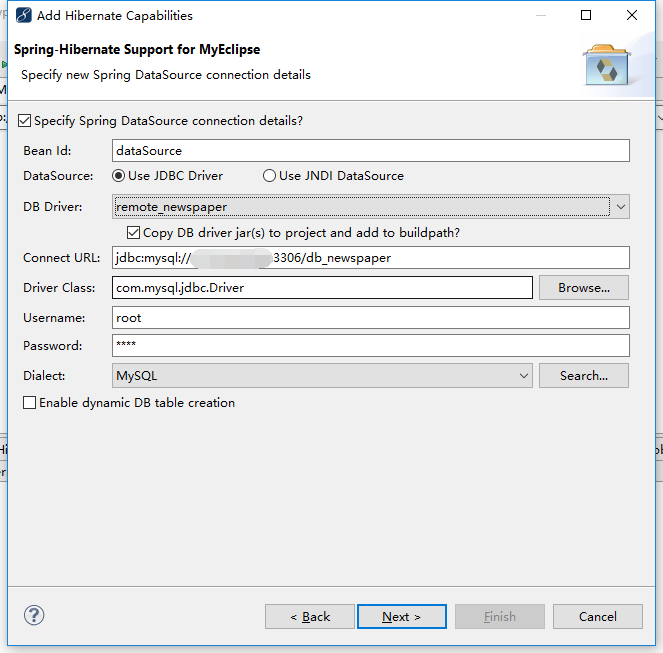 Add Hibernate Capabilities
Spring-Hibernate Support for MyEclipse
Specify new Spring DataSource connection details
Specify Spring DataSource connection details?
Bean Id: dataSource
DataSource: Use JDBC Driver Use JNDI DataSource
DB Driver: remote_newspaper
Copy DB driver jar(s) to project and add to buildpath?
Connect URL: jdbc:mysql:// 3306/db_newspaper
Driver Class: com.mysql.jdbc.Driver Browse...
Username: root
Password: ****
Dialect: MySQL Search...
Enable dynamic DB table creation
? < Back Next > Finish Cancel